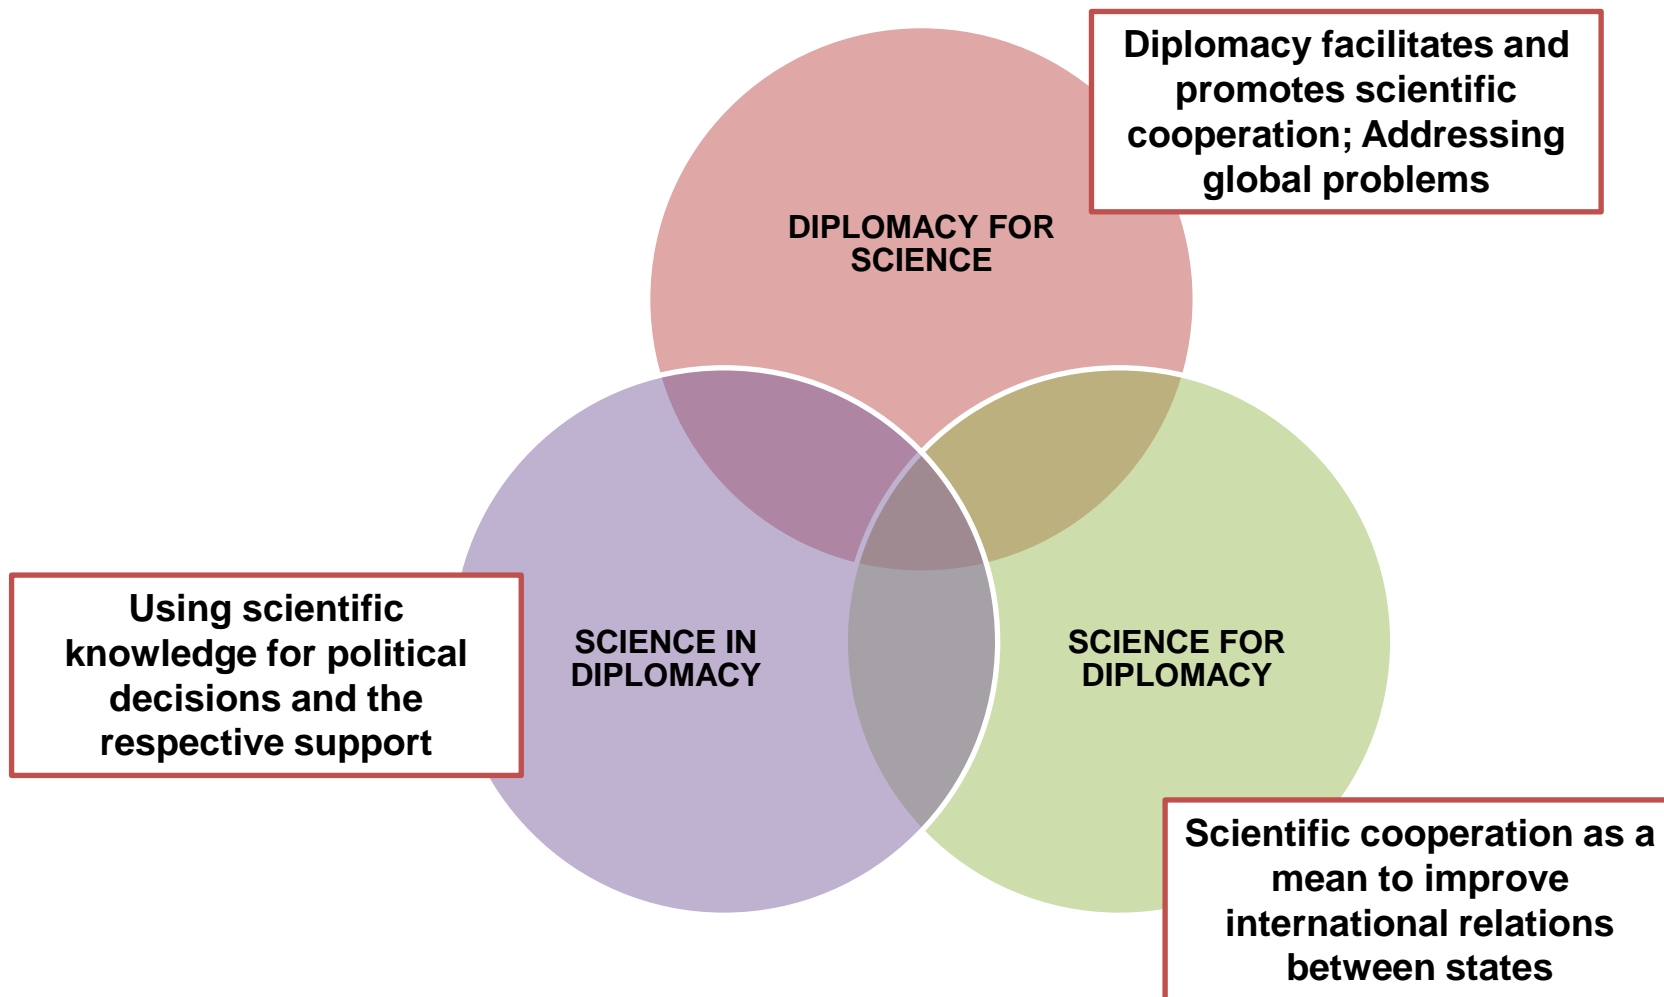 Diplomacy facilitates and
promotes scientific
cooperation; Addressing
global problems
DIPLOMACY FOR
SCIENCE
Using scientific
knowledge for political
decisions and the
respective support
SCIENCE IN
DIPLOMACY
SCIENCE FOR
DIPLOMACY
Scientific cooperation as a
mean to improve
international relations
between states